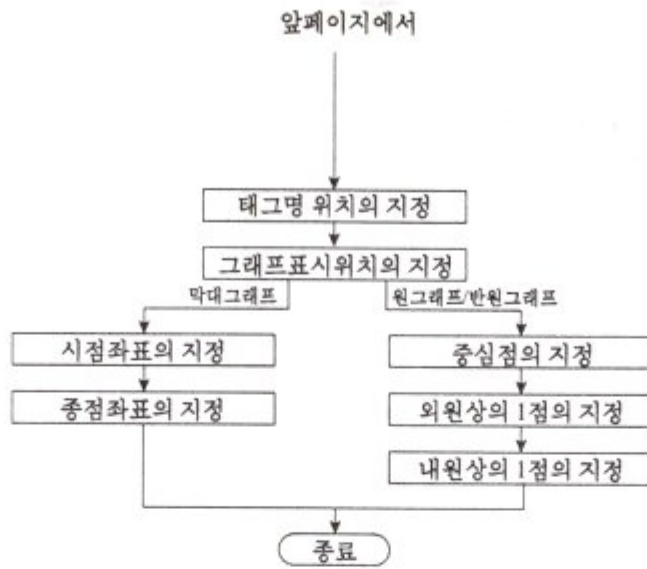 앞페이지에서
태그명 위치의 지정
그래프표시위치의 지정
막대그래프
원그래프/반원그래프
시점좌표의 지정
중심점의 지정
종점좌표의 지정
외원상의 1점의 지정
내원상의 1점의 지정
종료